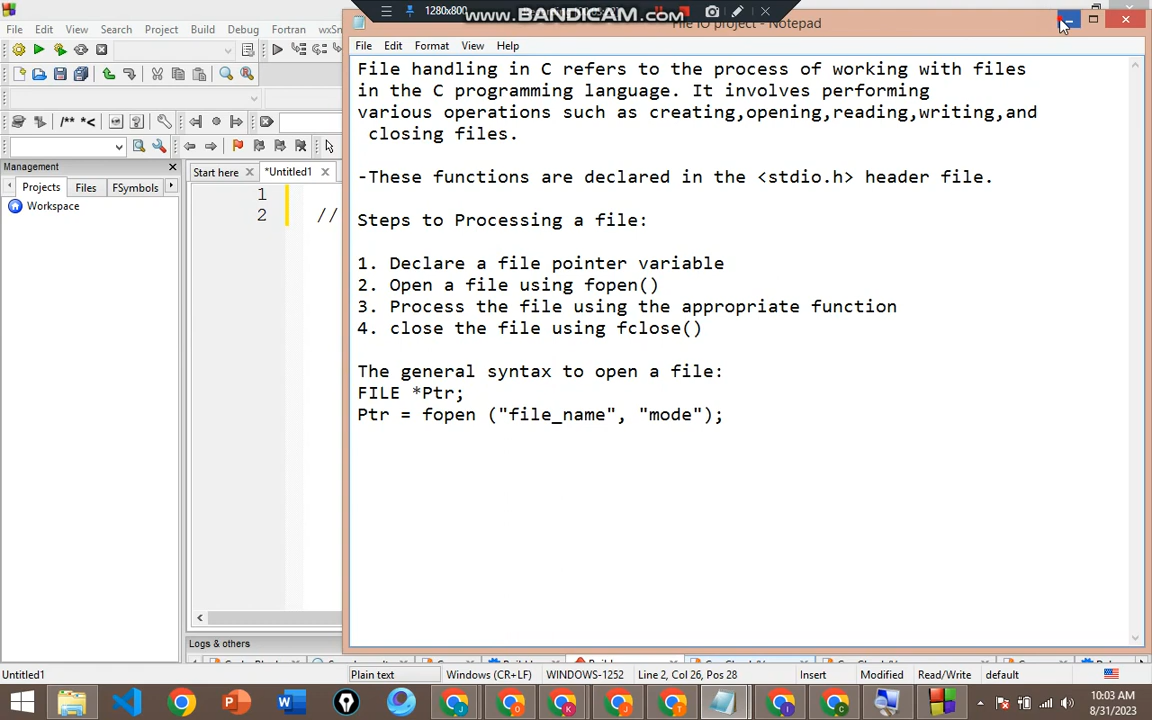 1280x800
www.BANDICAM.com
File IO project - Notepad
File Edit View Search Project Build Debug Fortran wxSn
File Edit Format View Help
File handling in C refers to the process of working with files
in the C programming language. It involves performing
various operations such as creating,opening,reading,writing,and
closing files.
-These functions are declared in the <stdio.h> header file.
Steps to Processing a file:
1. Declare a file pointer variable
2. Open a file using fopen()
3. Process the file using the appropriate function
4. close the file using fclose()
The general syntax to open a file:
FILE *Ptr;
Ptr = fopen ("file_name", "mode");
/** *<
Management
Projects Files FSymbols
Workspace
Start here *Untitled1
1
2 //
Logs & others
Untitled1 Plain text Windows (CR+LF) WINDOWS-1252 Line 2, Col 26, Pos 28 Insert Modified Read/Write default
10:03 AM
8/31/2023